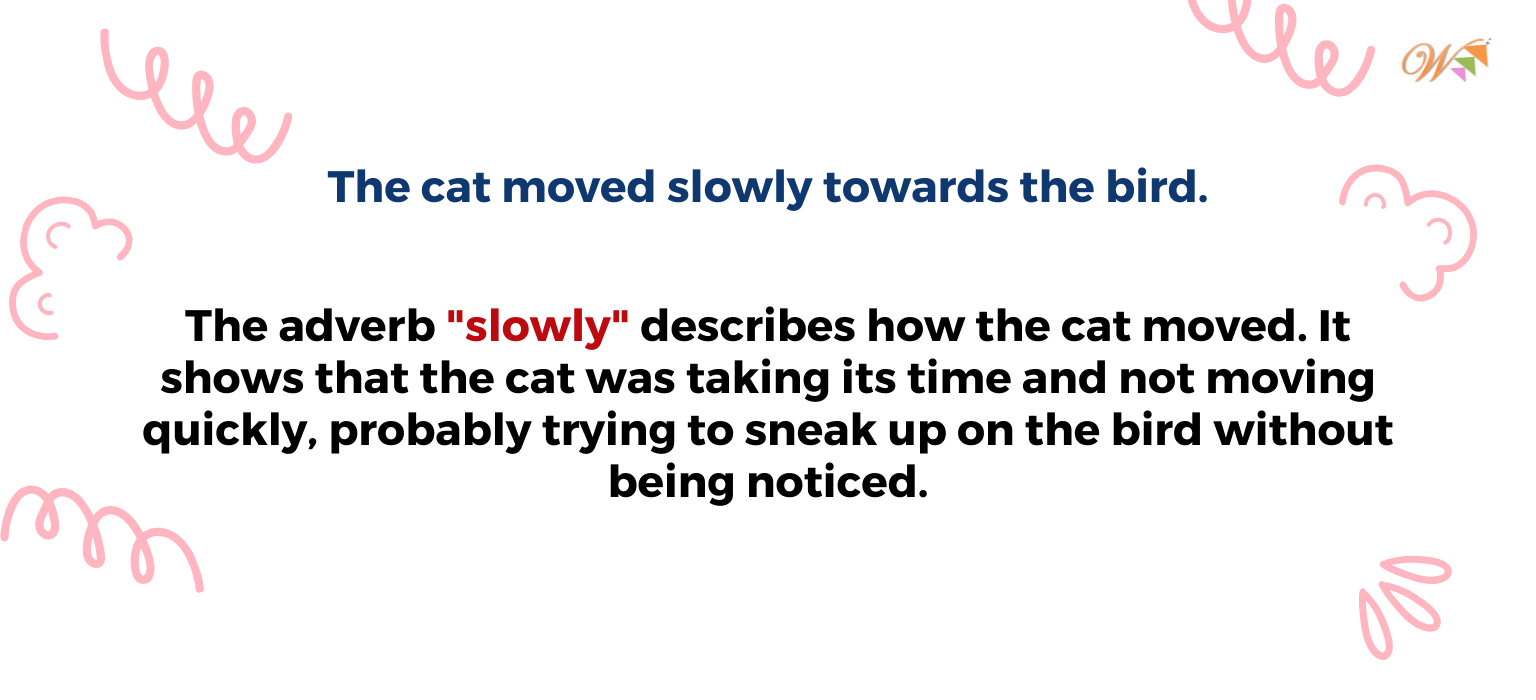 W
The cat moved slowly towards the bird.
The adverb "slowly" describes how the cat moved. It
shows that the cat was taking its time and not moving
quickly, probably trying to sneak up on the bird without
being noticed.